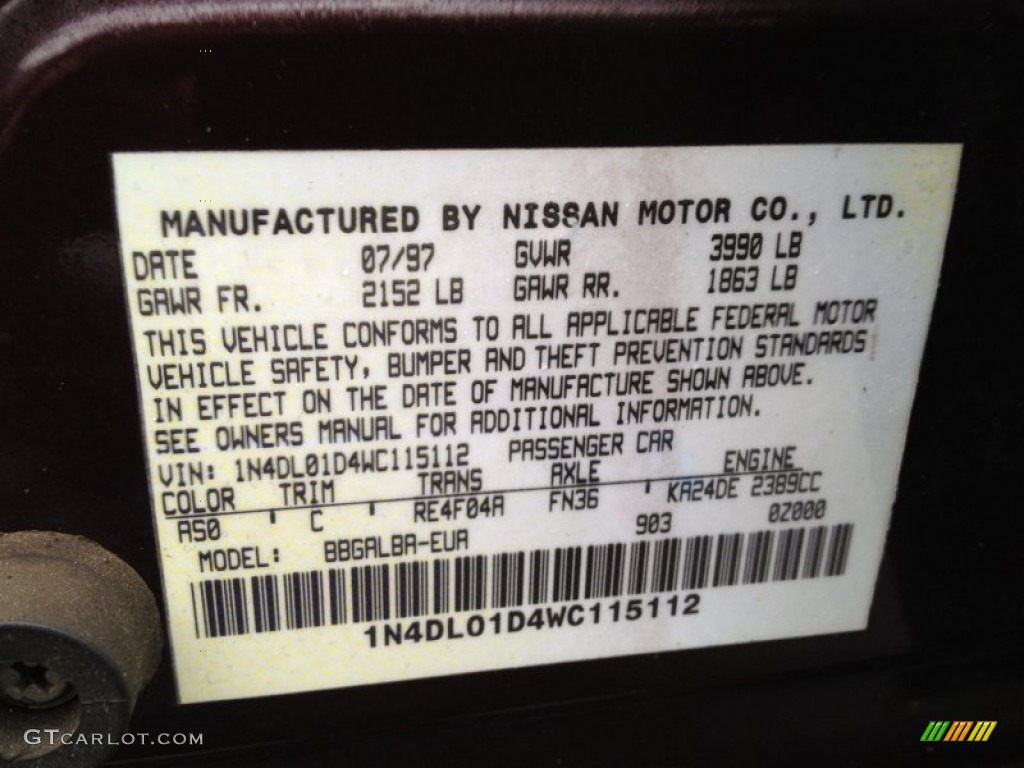 MANUFACTURED BY NISSAN MOTOR CO., LTD.
DATE 07/97 GVWR 3990 LB
GAWR FR. 2152 LB GAWR RR. 1863 LB
THIS VEHICLE CONFORMS TO ALL APPLICABLE FEDERAL MOTOR
VEHICLE SAFETY, BUMPER AND THEFT PREVENTION STANDARDS
IN EFFECT ON THE DATE OF MANUFACTURE SHOWN ABOVE.
SEE OWNERS MANUAL FOR ADDITIONAL INFORMATION.
VIN: 1N4DL01D4WC115112 PASSENGER CAR
COLOR TRIM TRANS AXLE ENGINE
AS0 C RE4F04A FN36 KA24DE 2389CC
MODEL: BBGALBA-EUA 903 0Z000
1N4DL01D4WC115112
GTCARLOT.COM